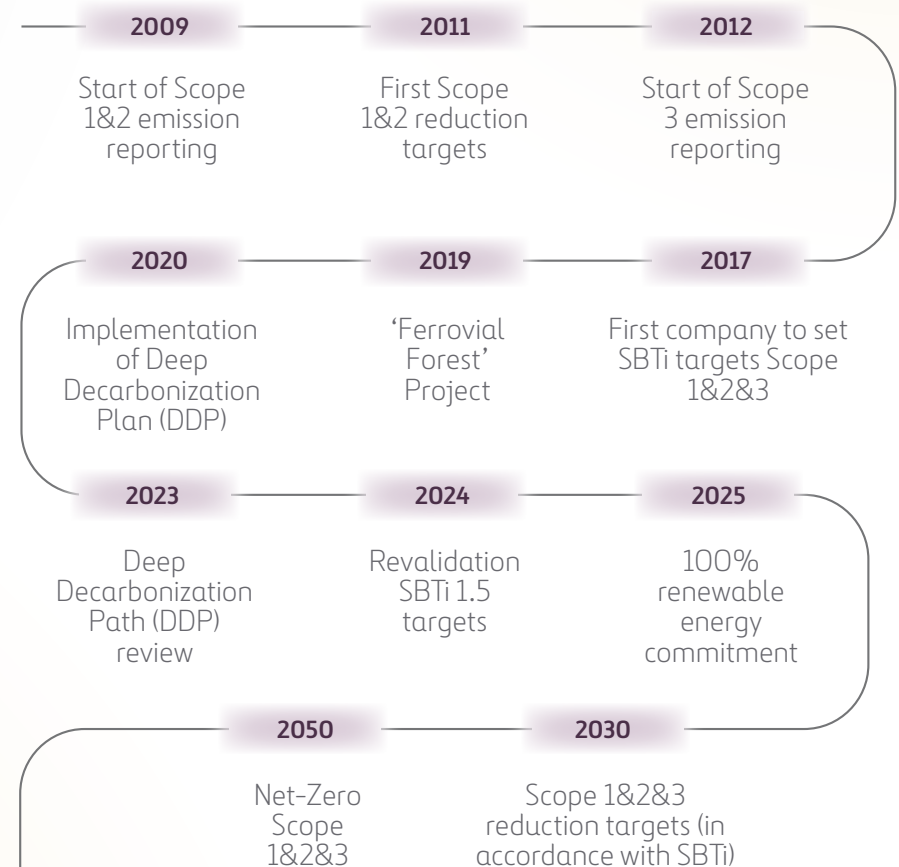 2009
Start of Scope
1&2 emission
reporting
2011
First Scope
1&2 reduction
targets
2012
Start of Scope
3 emission
reporting
2017
First company to set
SBTi targets Scope
1&2&3
2019
‘Ferrovial
Forest’
Project
2020
Implementation
of Deep
Decarbonization
Plan (DDP)
2023
Deep
Decarbonization
Path (DDP)
review
2024
Revalidation
SBTi 1.5
targets
2025
100%
renewable
energy
commitment
2030
Scope 1&2&3
reduction targets (in
accordance with SBTi)
2050
Net-Zero
Scope
1&2&3